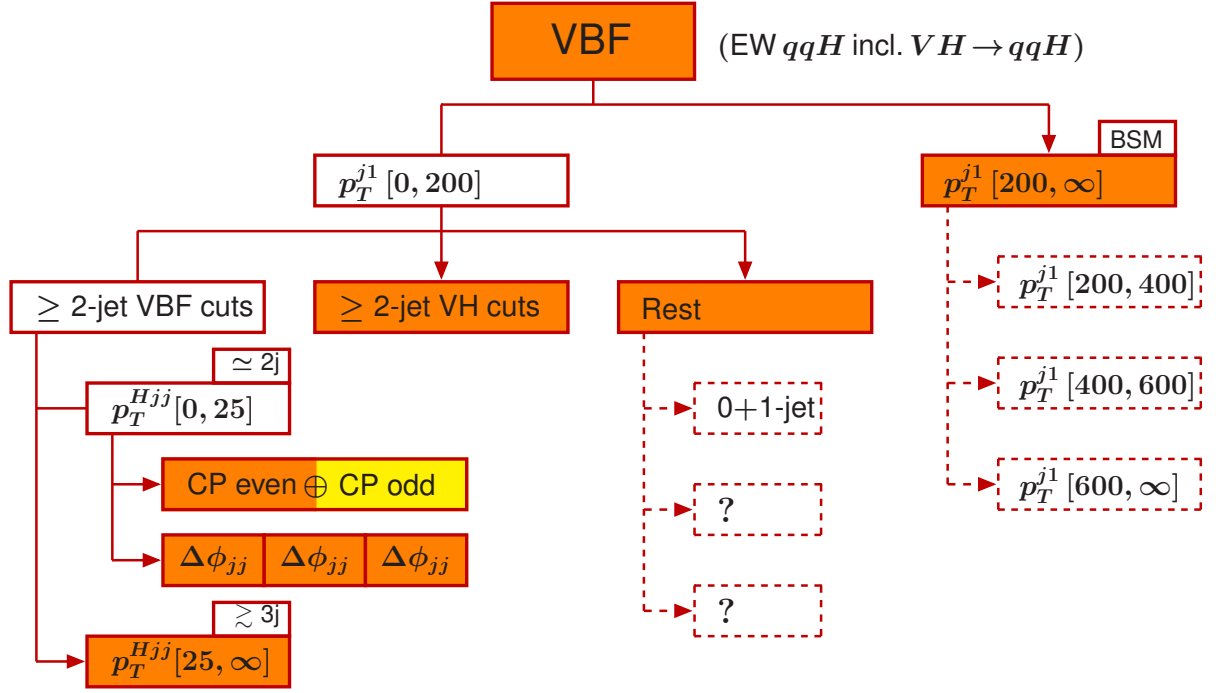 VBF (EW qqH incl. VH → qqH)
BSM
p_T^{j1} [0, 200]
p_T^{j1} [200, ∞]
≥ 2-jet VBF cuts
≥ 2-jet VH cuts
Rest
p_T^{j1} [200, 400]
≃ 2j
p_T^{Hjj} [0, 25]
0+1-jet
p_T^{j1} [400, 600]
CP even ⊕ CP odd
?
p_T^{j1} [600, ∞]
Δϕ_{jj} Δϕ_{jj} Δϕ_{jj}
≳ 3j
?
p_T^{Hjj} [25, ∞]